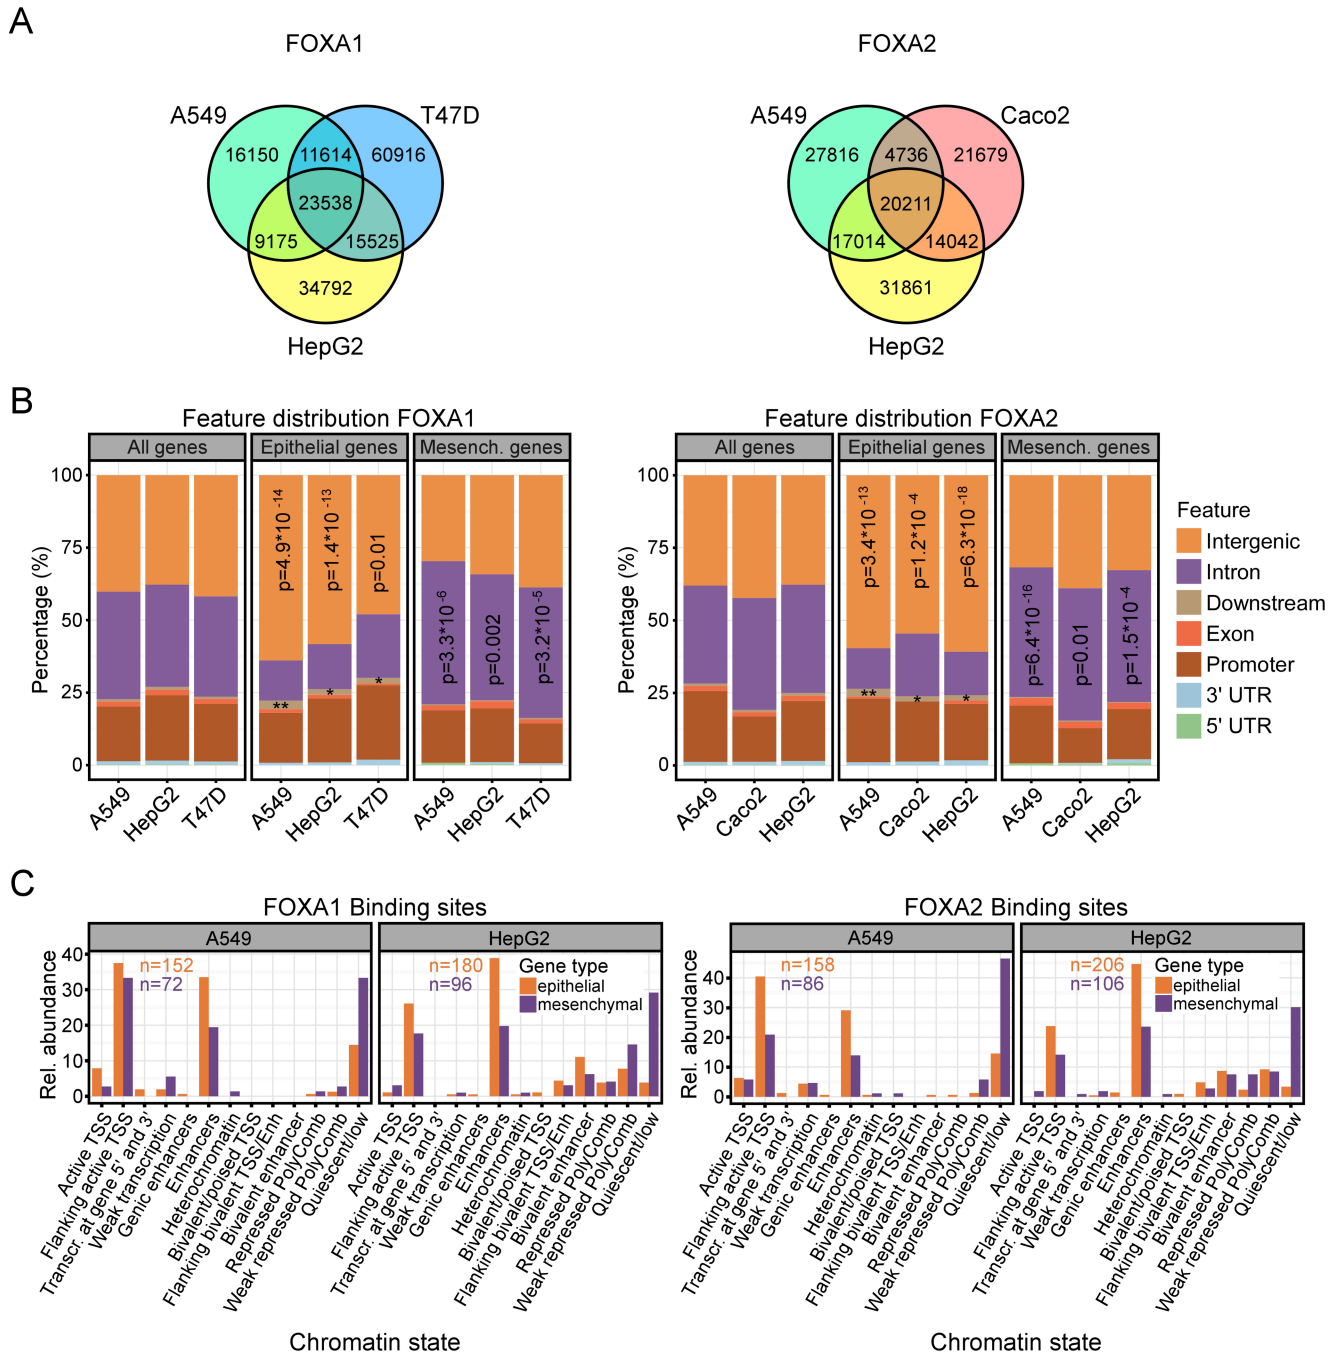 A
FOXA1
FOXA2
A549
T47D
16150
11614
60916
23538
9175
15525
34792
HepG2
A549
Caco2
27816
4736
21679
20211
17014
14042
31861
HepG2
B
Feature distribution FOXA1
All genes
Epithelial genes
Mesench. genes
Percentage (%)
100
75
50
25
0
p=4.9*10 -14
p=1.4*10 -13
p=0.01
**
*
*
p=3.3*10 -6
p=0.002
p=3.2*10 -5
A549
HepG2
T47D
A549
HepG2
T47D
A549
HepG2
T47D
Feature distribution FOXA2
All genes
Epithelial genes
Mesench. genes
Percentage (%)
100
75
50
25
0
p=3.4*10 -13
p=1.2*10 -4
p=6.3*10 -18
**
*
*
p=6.4*10 -16
p=0.01
p=1.5*10 -4
A549
Caco2
HepG2
A549
Caco2
HepG2
A549
Caco2
HepG2
Feature
Intergenic
Intron
Downstream
Exon
Promoter
3' UTR
5' UTR
C
FOXA1 Binding sites
A549
HepG2
Rel. abundance
40
30
20
10
0
n=152
n=72
n=180
n=96
Gene type
epithelial
mesenchymal
Active TSS
Flanking active TSS
Transcr. at gene 5' and 3'
Weak transcription
Genic enhancers
Enhancers
Heterochromatin
Bivalent/poised TSS
Flanking bivalent TSS/Enh
Bivalent enhancer
Repressed PolyComb
Weak repressed PolyComb
Quiescent/low
Active TSS
Flanking active TSS
Transcr. at gene 5' and 3'
Weak transcription
Genic enhancers
Enhancers
Heterochromatin
Bivalent/poised TSS
Flanking bivalent TSS/Enh
Bivalent enhancer
Repressed PolyComb
Weak repressed PolyComb
Quiescent/low
Chromatin state
FOXA2 Binding sites
A549
HepG2
Rel. abundance
40
30
20
10
0
n=158
n=86
n=206
n=106
Gene type
epithelial
mesenchymal
Active TSS
Flanking active TSS
Transcr. at gene 5' and 3'
Weak transcription
Genic enhancers
Enhancers
Heterochromatin
Bivalent/poised TSS
Flanking bivalent TSS/Enh
Bivalent enhancer
Repressed PolyComb
Weak repressed PolyComb
Quiescent/low
Active TSS
Flanking active TSS
Transcr. at gene 5' and 3'
Weak transcription
Genic enhancers
Enhancers
Heterochromatin
Bivalent/poised TSS
Flanking bivalent TSS/Enh
Bivalent enhancer
Repressed PolyComb
Weak repressed PolyComb
Quiescent/low
Chromatin state